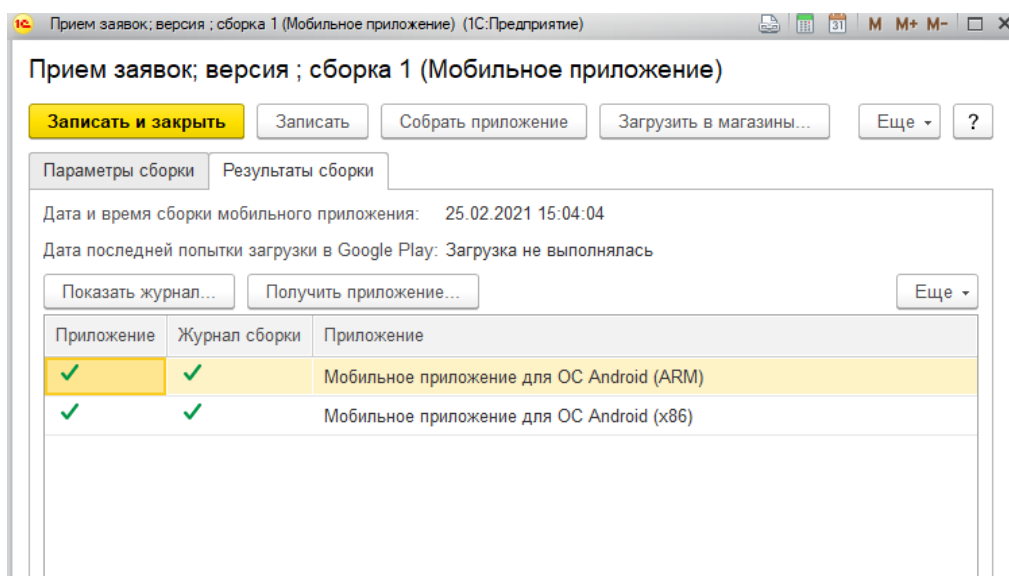 1С Прием заявок; версия ; сборка 1 (Мобильное приложение) (1С:Предприятие) 31 M M+ M-
Прием заявок; версия ; сборка 1 (Мобильное приложение)
Записать и закрыть Записать Собрать приложение Загрузить в магазины... Еще ?
Параметры сборки Результаты сборки
Дата и время сборки мобильного приложения: 25.02.2021 15:04:04
Дата последней попытки загрузки в Google Play: Загрузка не выполнялась
Показать журнал... Получить приложение... Еще
Приложение Журнал сборки Приложение
Мобильное приложение для ОС Android (ARM)
Мобильное приложение для ОС Android (x86)